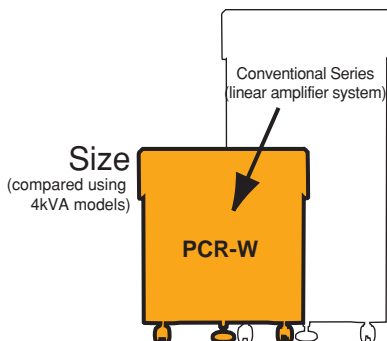 Conventional Series
(linear amplifier system)
Size
(compared using
4kVA models)
PCR-W